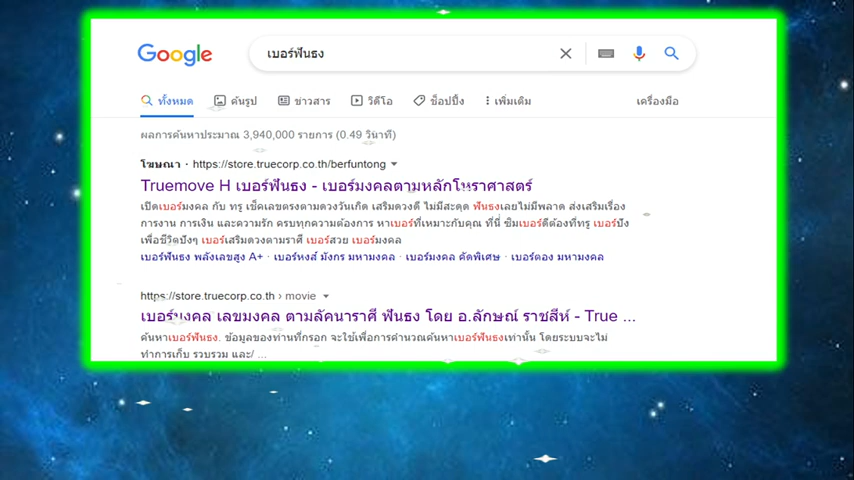 Google
เบอร์ฟันธง
ทั้งหมด ค้นรูป ข่าวสาร วิดีโอ ช็อปปิ้ง เพิ่มเติม เครื่องมือ
ผลการค้นหาประมาณ 3,940,000 รายการ (0.49 วินาที)
โฆษณา · https://store.truecorp.co.th/berfuntong
Truemove H เบอร์ฟันธง - เบอร์มงคลตามหลักโหราศาสตร์
เปิดเบอร์มงคล กับ ทรู เช็คเลขตรงตามดวงวันเกิด เสริมดวงดี ไม่มีสะดุด ฟันธงเลยไม่มีพลาด ส่งเสริมเรื่อง
การงาน การเงิน และความรัก ครบทุกความต้องการ หาเบอร์ที่เหมาะกับคุณ ที่นี่ ซิมเบอร์ดีต้องที่ทรู เบอร์ปัง
เพื่อชีวิตปังๆ เบอร์เสริมดวงตามราศี เบอร์สวย เบอร์มงคล
เบอร์ฟันธง พลังเลขสูง A+ · เบอร์หงส์ มังกร มหามงคล · เบอร์มงคล คัดพิเศษ · เบอร์ตอง มหามงคล
https://store.truecorp.co.th › movie
เบอร์มงคล เลขมงคล ตามลัคนาราศี ฟันธง โดย อ.ลักษณ์ ราชสีห์ - True ...
ค้นหาเบอร์ฟันธง. ข้อมูลของท่านที่กรอก จะใช้เพื่อการคำนวณค้นหาเบอร์ฟันธงเท่านั้น โดยระบบจะไม่
ทำการเก็บ รวบรวม และ/ ...